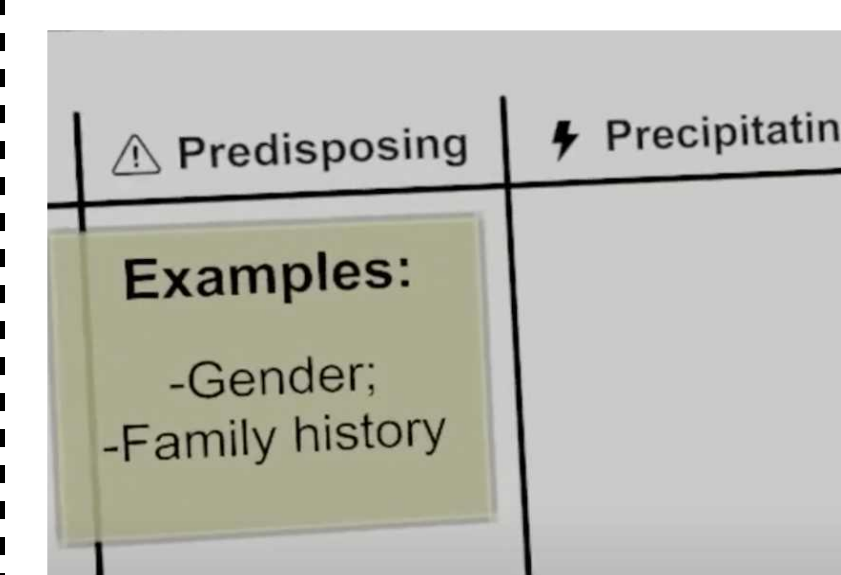 Predisposing
Precipitatin
Examples:
-Gender;
-Family history